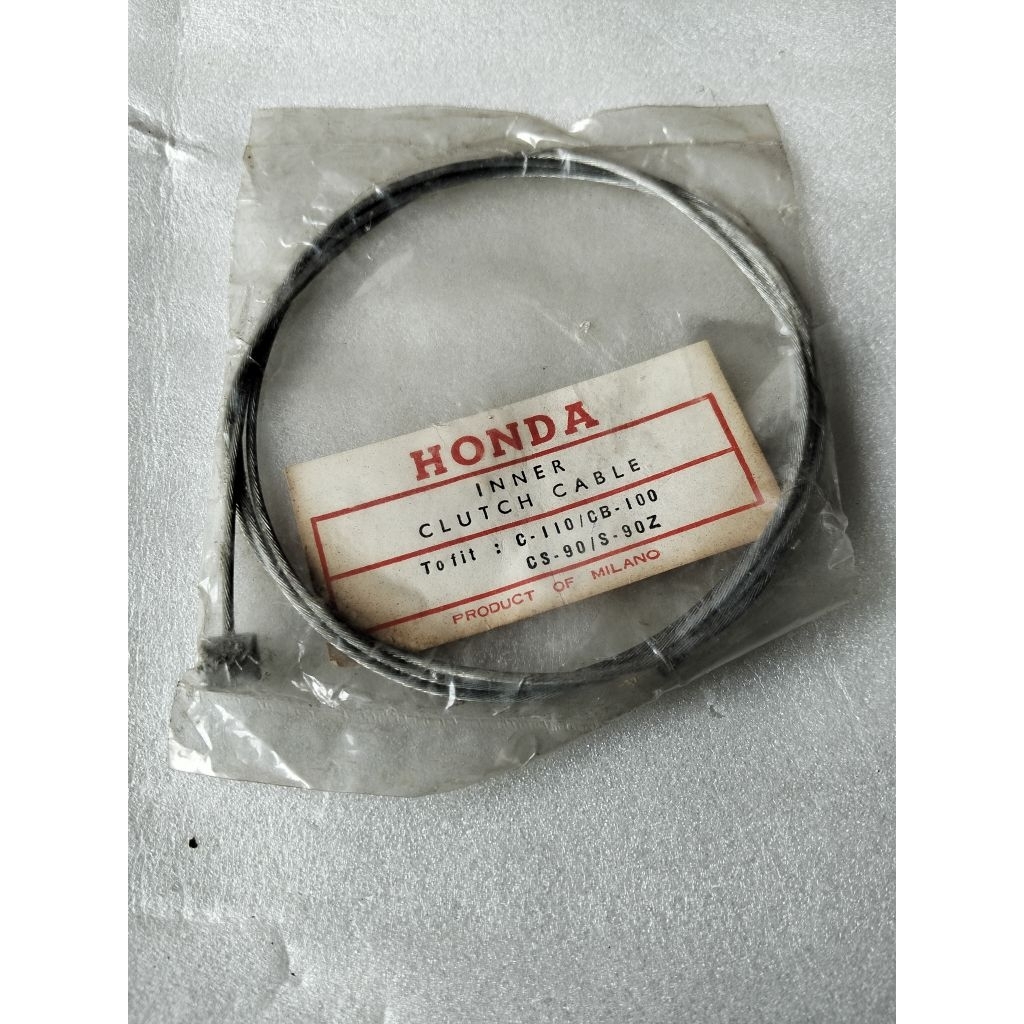 HONDA
INNER
CLUTCH CABLE
To fit : C-110/CB-100
CS-90/S-90Z
PRODUCT OF MILANO